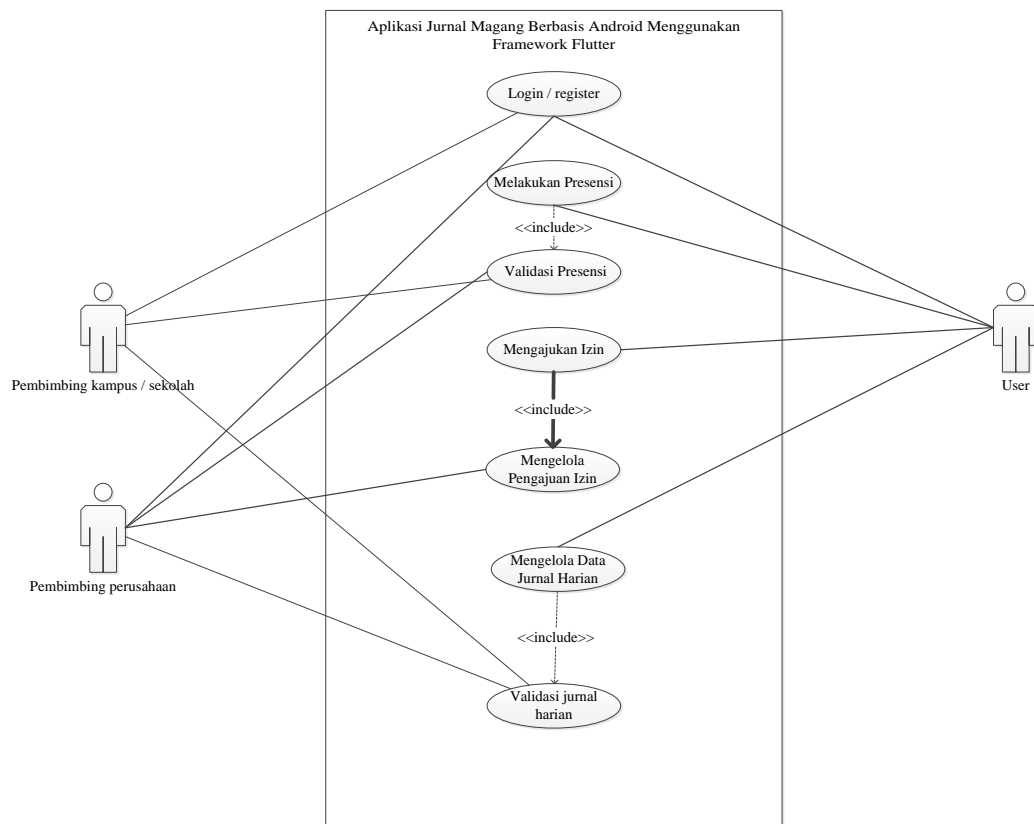 Aplikasi Jurnal Magang Berbasis Android Menggunakan
Framework Flutter
Login / register
Melakukan Presensi
<<include>>
Validasi Presensi
Mengajukan Izin
Pembimbing kampus / sekolah
User
<<include>>
Mengelola
Pengajuan Izin
Mengelola Data
Jurnal Harian
Pembimbing perusahaan
<<include>>
Validasi jurnal
harian